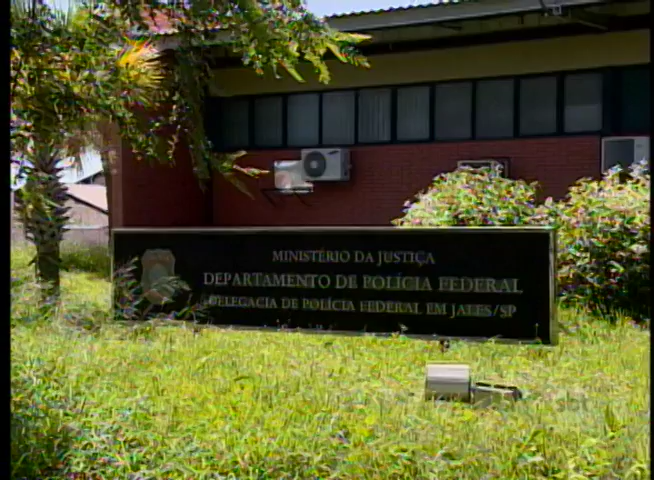 MINISTÉRIO DA JUSTIÇA
DEPARTAMENTO DE POLÍCIA FEDERAL
DELEGACIA DE POLÍCIA FEDERAL EM JALES/SP